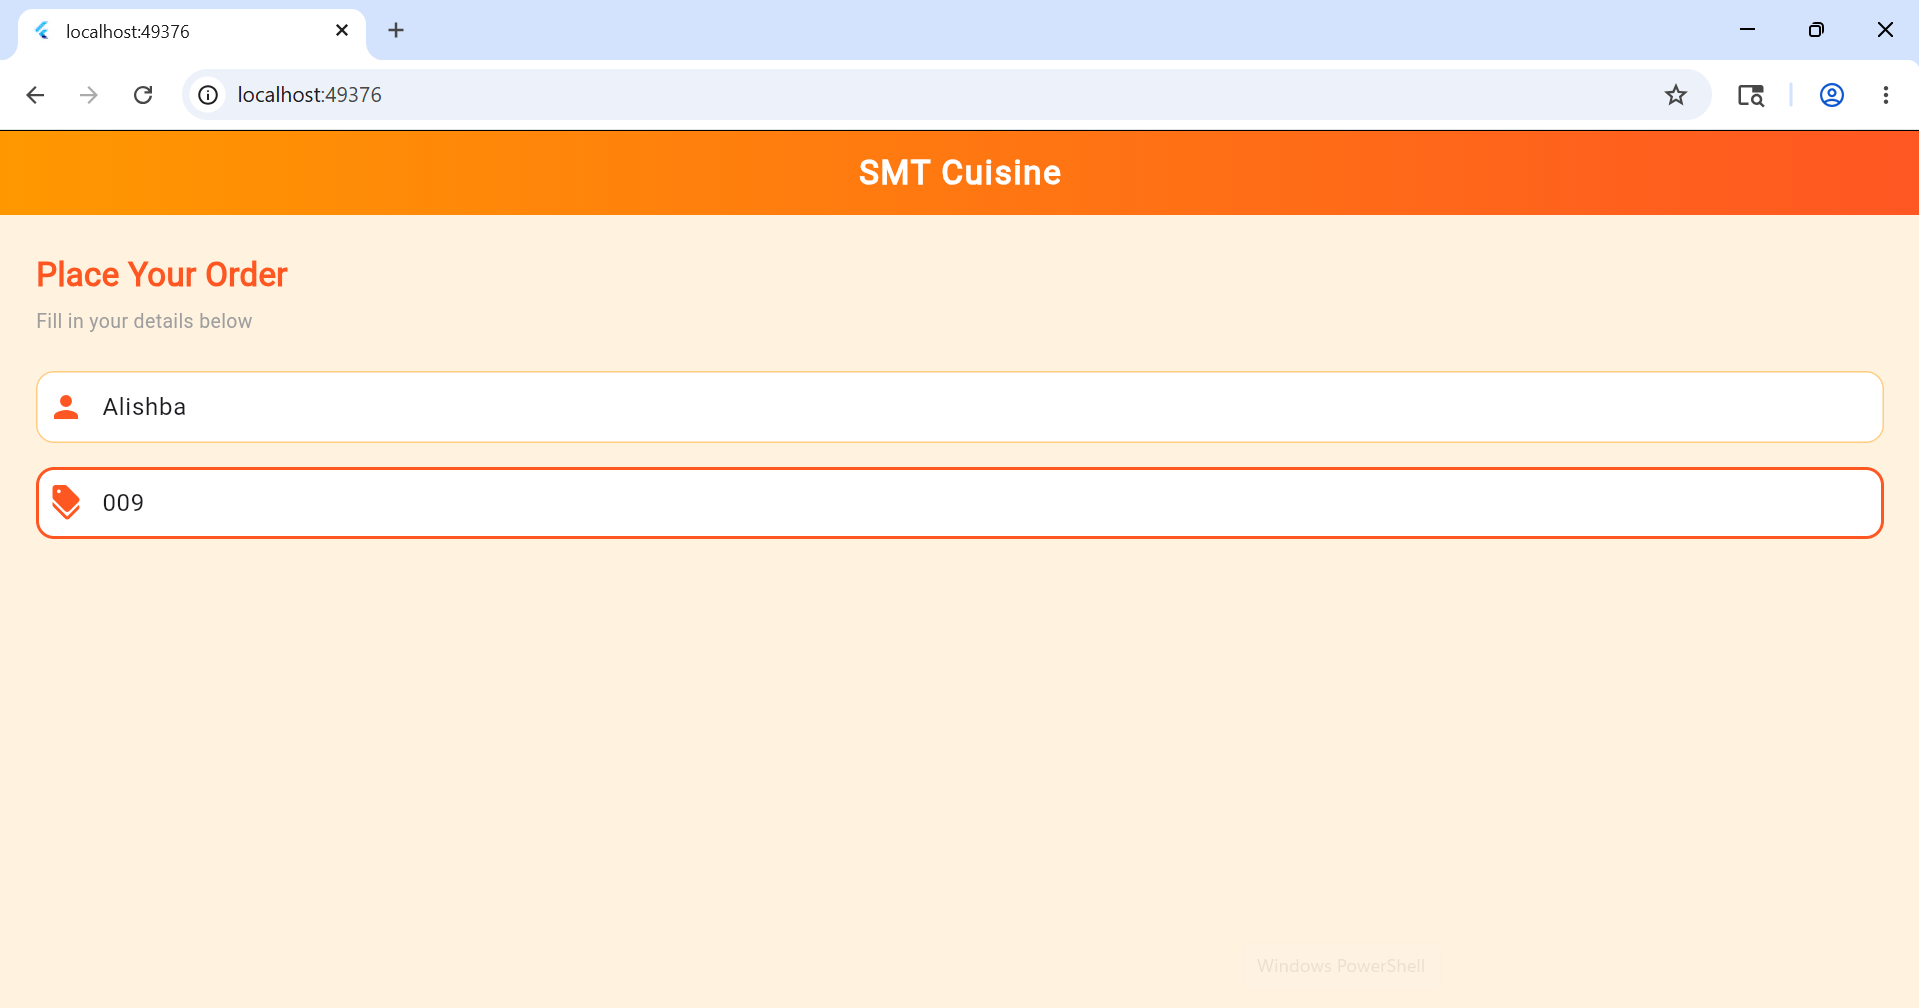 localhost:49376
localhost:49376
SMT Cuisine
Place Your Order
Fill in your details below
Alishba
009
Windows PowerShell